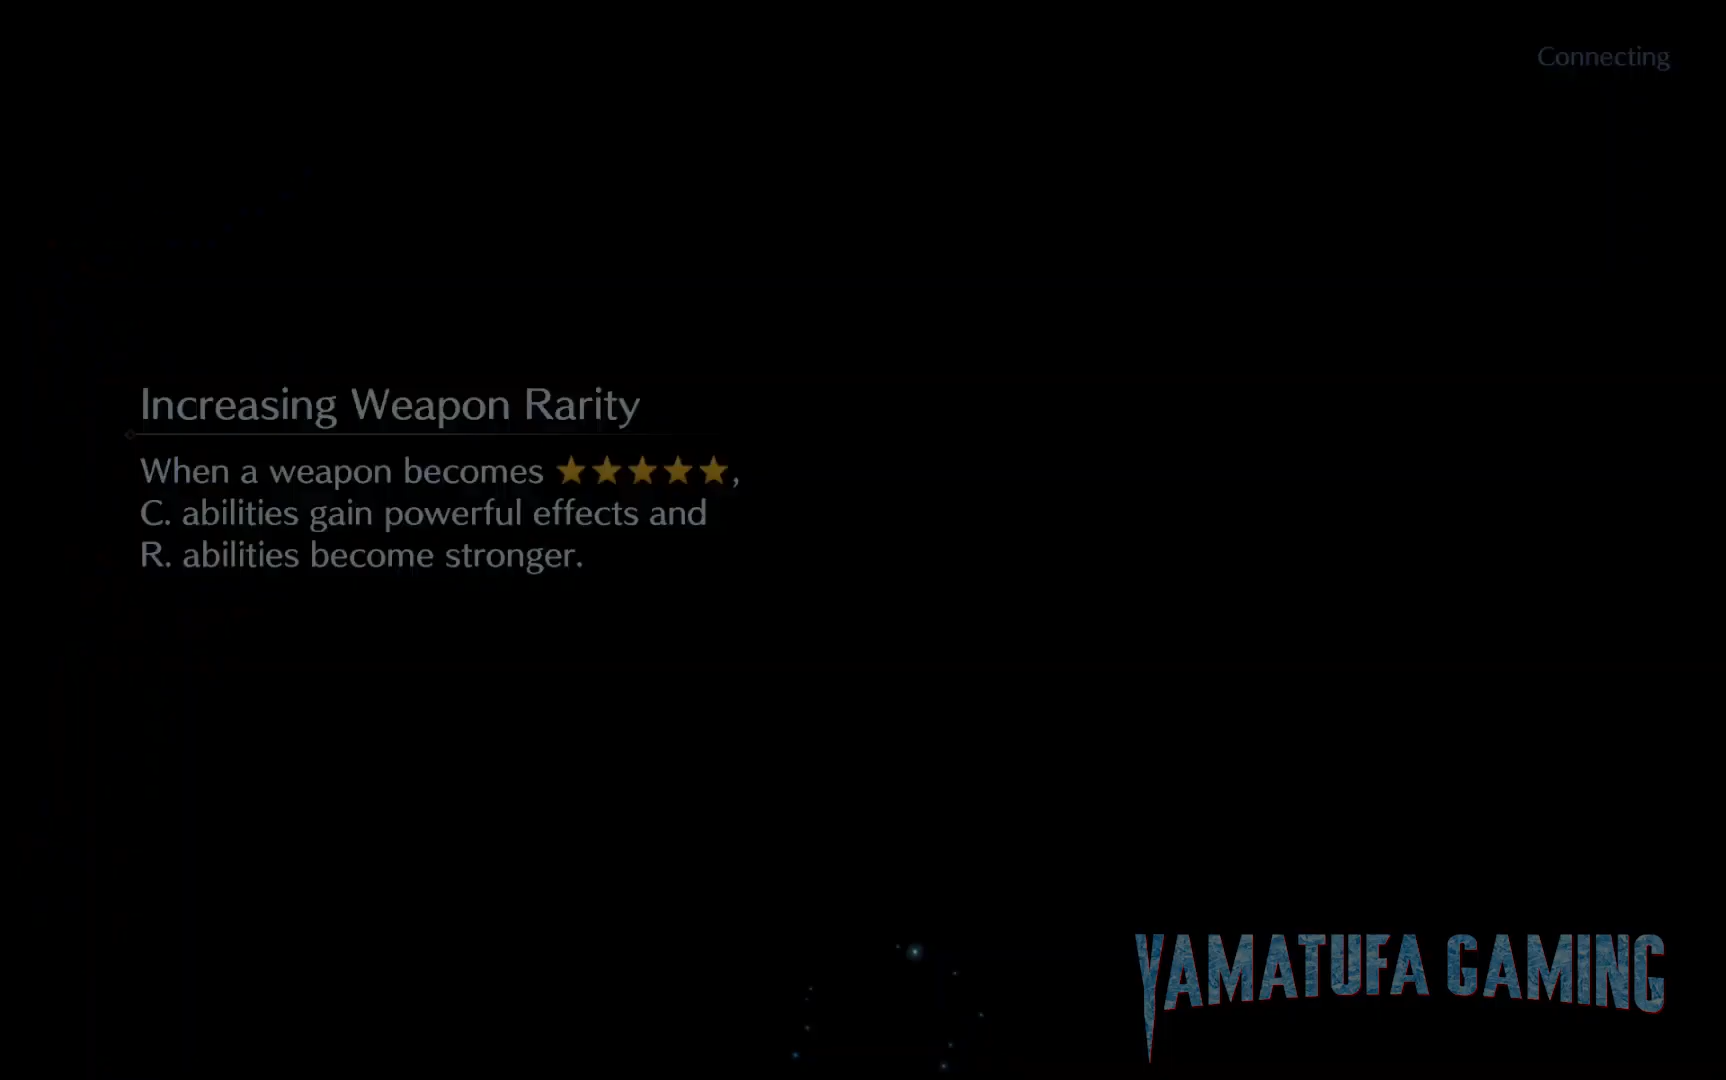 Connecting
Increasing Weapon Rarity
When a weapon becomes ★★★★★,
C. abilities gain powerful effects and
R. abilities become stronger.
YAMATUFA GAMING